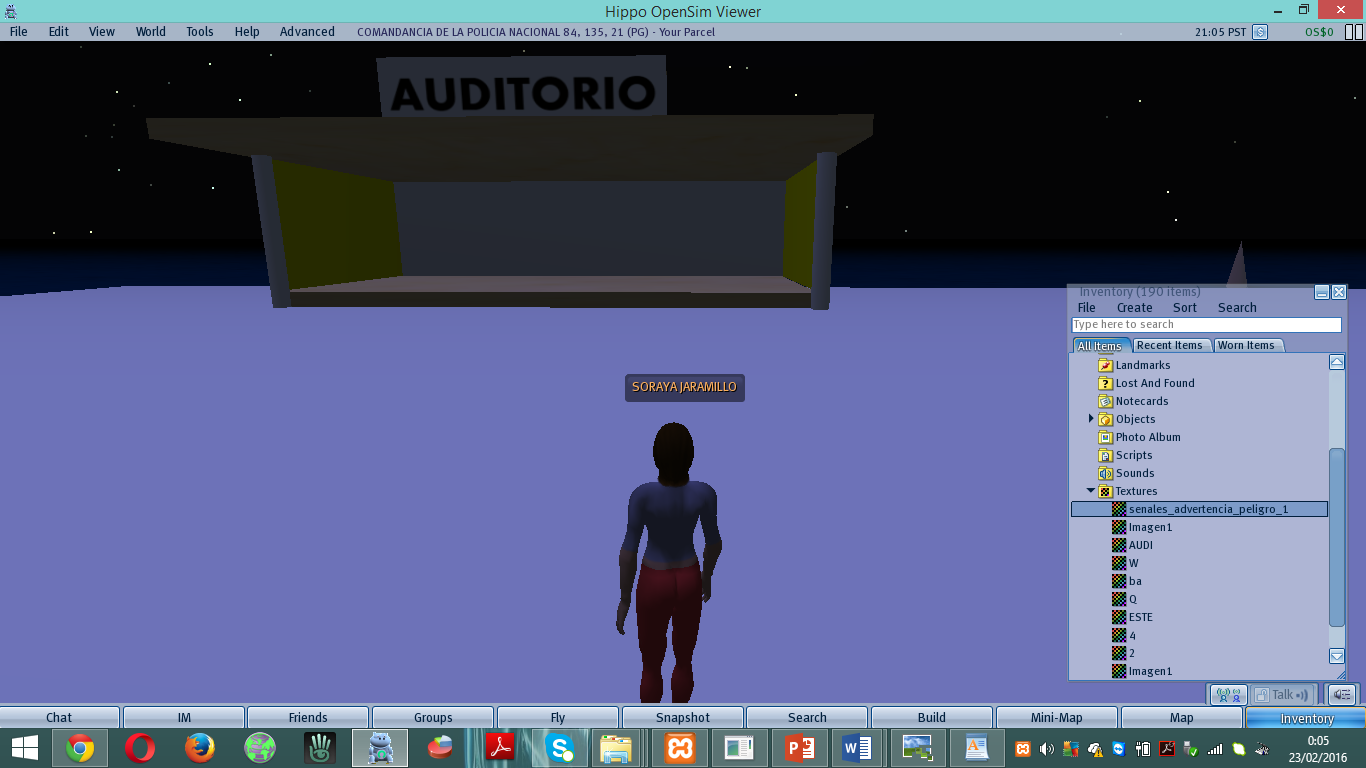 Hippo OpenSim Viewer
File Edit View World Tools Help Advanced COMANDANCIA DE LA POLICIA NACIONAL 84, 135, 21 (PG) - Your Parcel 21:05 PST OS$0
AUDITORIO
SORAYA JARAMILLO
Inventory (190 items)
File Create Sort Search
Type here to search
All Items Recent Items Worn Items
Landmarks
Lost And Found
Notecards
Objects
Photo Album
Scripts
Sounds
Textures
senales_advertencia_peligro_1
Imagen1
AUDI
W
ba
Q
ESTE
4
2
Imagen1
Talk
Chat IM Friends Groups Fly Snapshot Search Build Mini-Map Map Inventory
0:05
23/02/2016